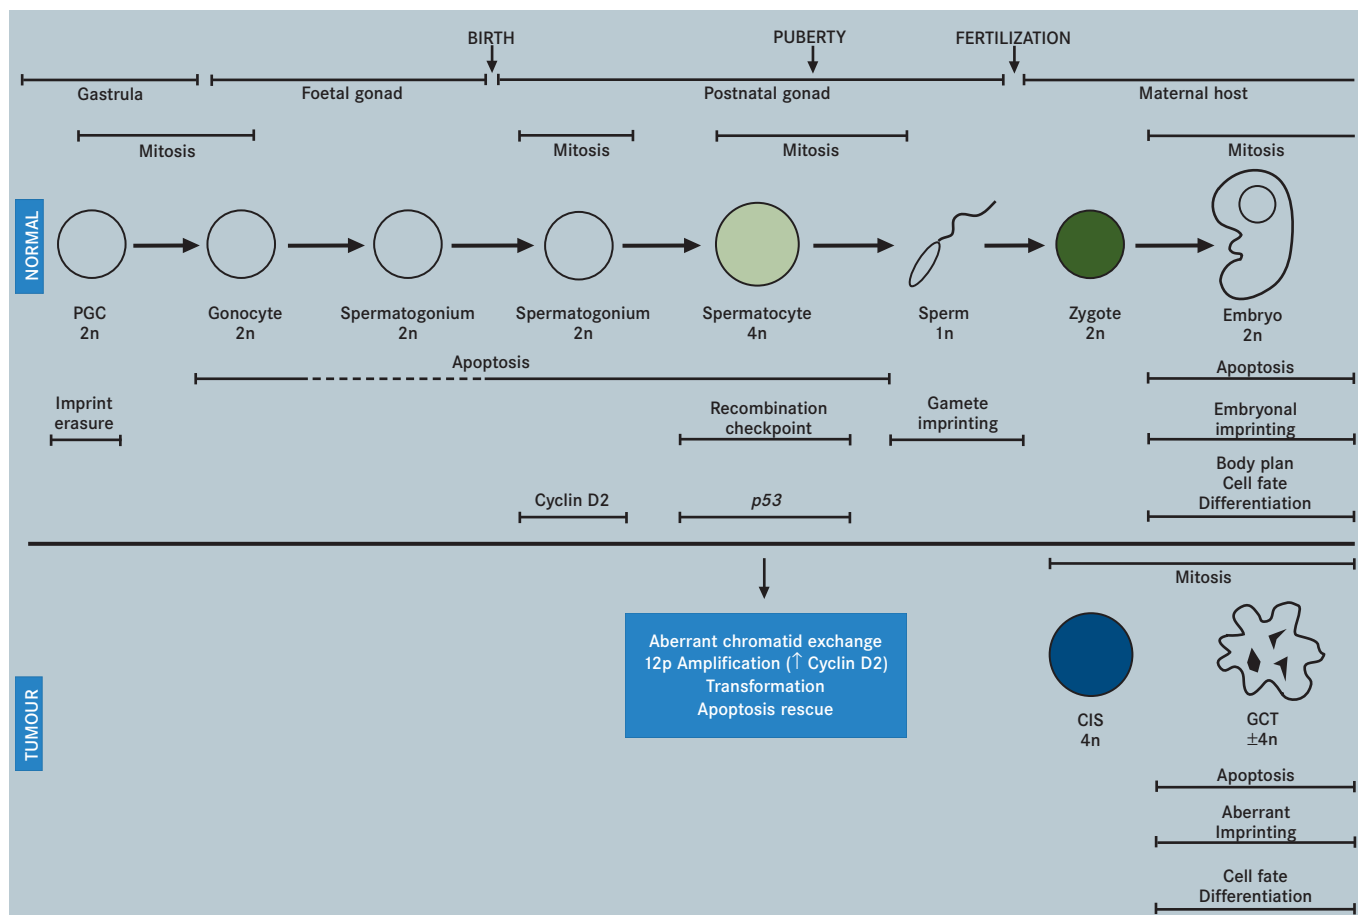 BIRTH
PUBERTY
FERTILIZATION
Gastrula
Foetal gonad
Postnatal gonad
Maternal host
Mitosis
Mitosis
Mitosis
Mitosis
NORMAL
PGC
2n
Gonocyte
2n
Spermatogonium
2n
Spermatogonium
2n
Spermatocyte
4n
Sperm
1n
Zygote
2n
Embryo
2n
Apoptosis
Apoptosis
Imprint
erasure
Recombination
checkpoint
Gamete
imprinting
Embryonal
imprinting
Body plan
Cell fate
Differentiation
Cyclin D2
p53
Mitosis
TUMOUR
Aberrant chromatid exchange
12p Amplification (↑ Cyclin D2)
Transformation
Apoptosis rescue
CIS
4n
GCT
±4n
Apoptosis
Aberrant
Imprinting
Cell fate
Differentiation